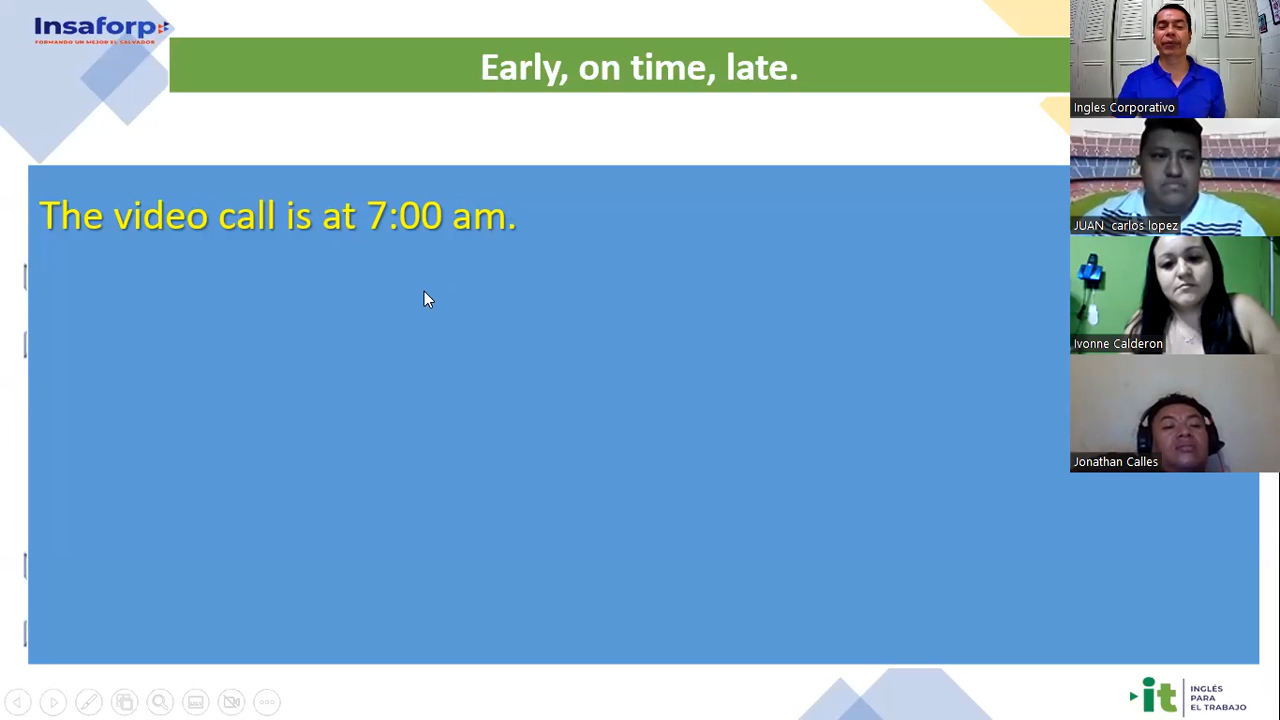 Insaforp
FORMANDO UN MEJOR EL SALVADOR
Early, on time, late.
The video call is at 7:00 am.
Ingles Corporativo
JUAN carlos lopez
Ivonne Calderon
Jonathan Calles
it
INGLÉS
PARA
EL TRABAJO